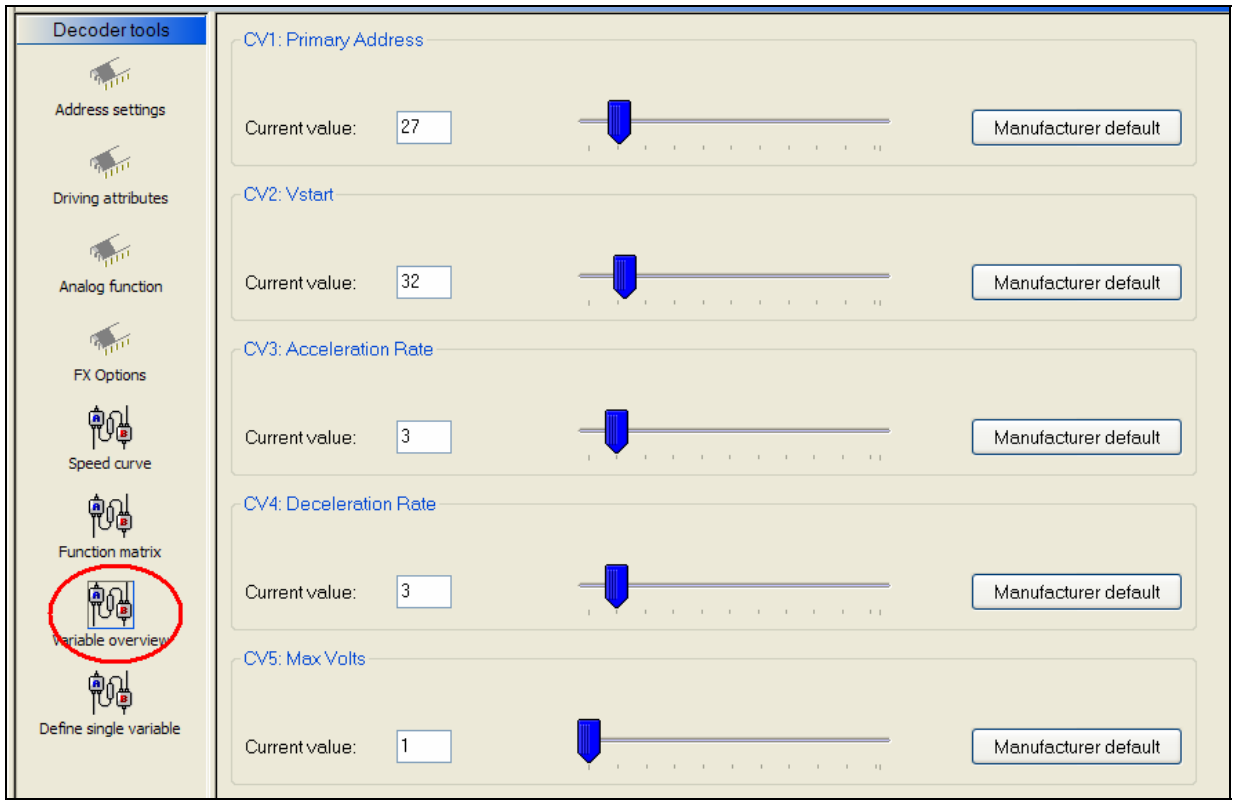 Decoder tools
Address settings
Driving attributes
Analog function
FX Options
Speed curve
Function matrix
Variable overview
Define single variable
CV1: Primary Address
Current value: 27 Manufacturer default
CV2: Vstart
Current value: 32 Manufacturer default
CV3: Acceleration Rate
Current value: 3 Manufacturer default
CV4: Deceleration Rate
Current value: 3 Manufacturer default
CV5: Max Volts
Current value: 1 Manufacturer default